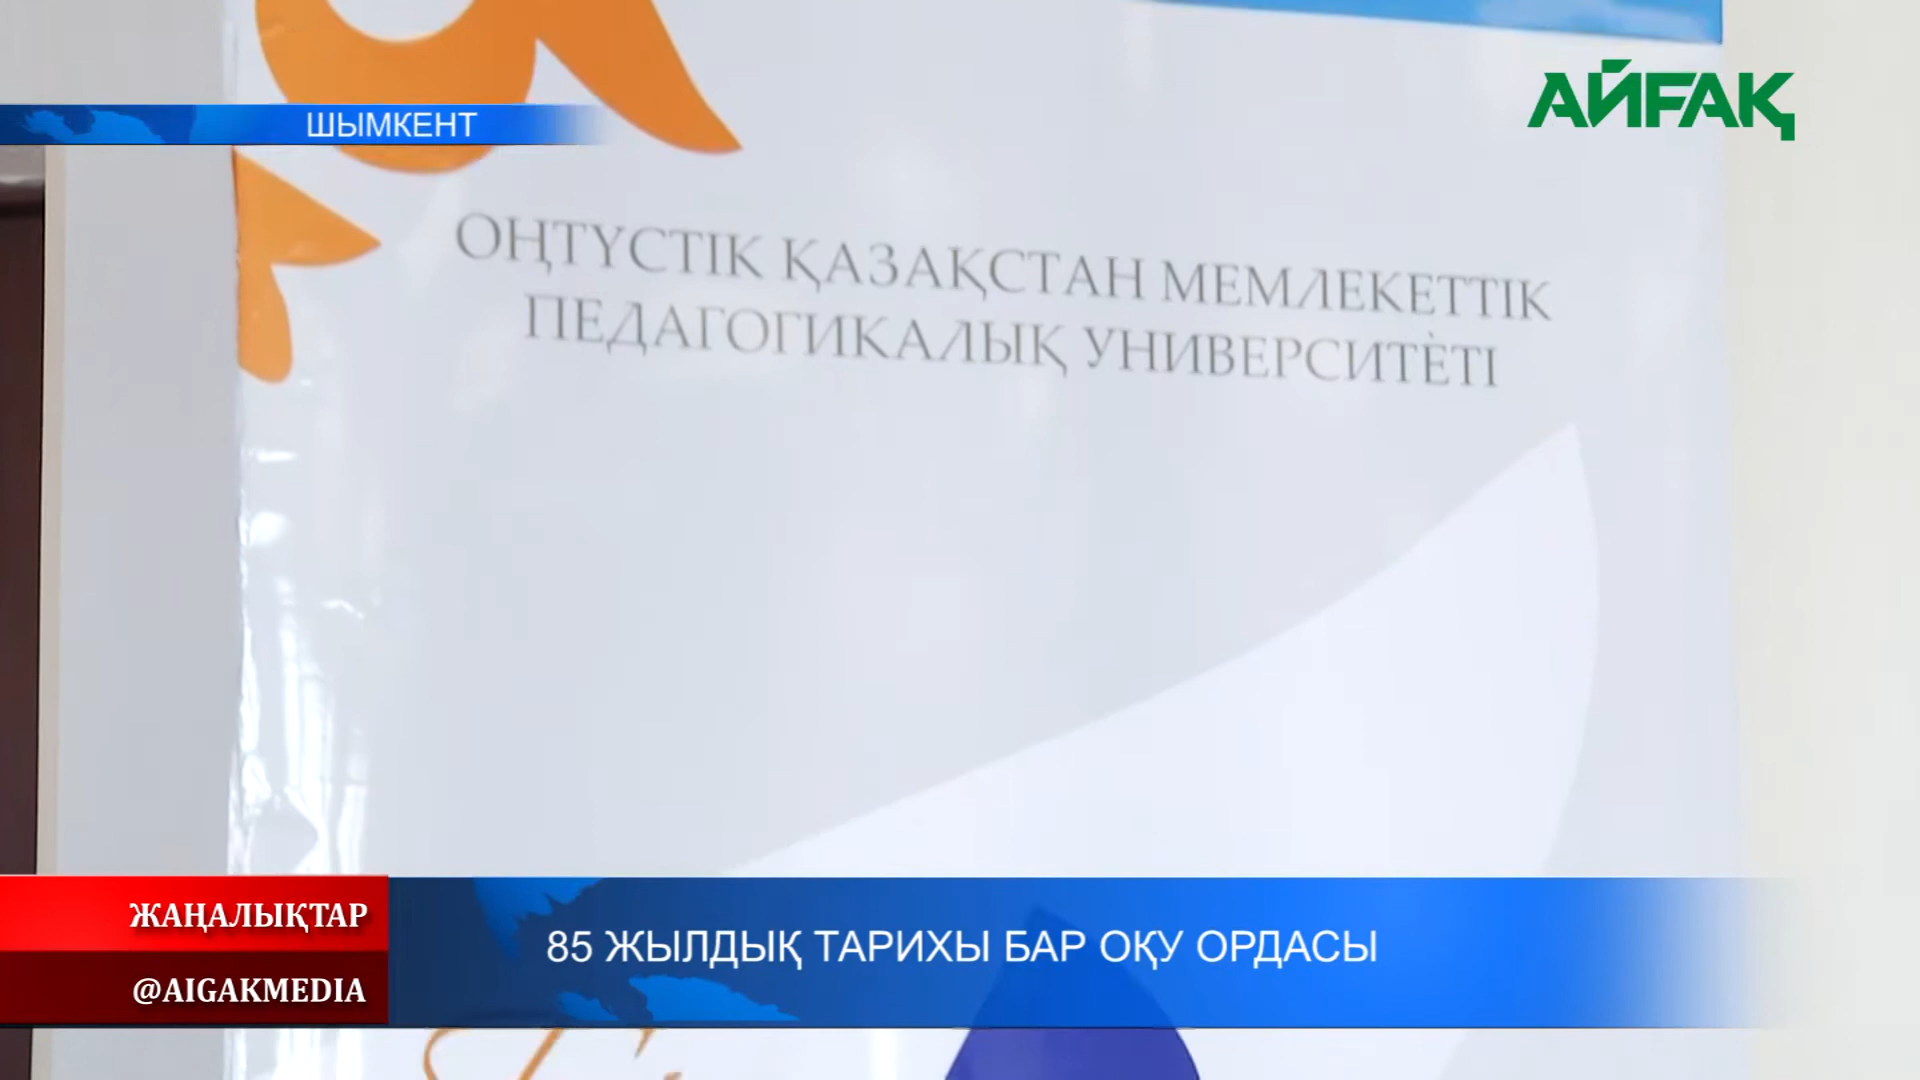 АЙҒАҚ
ШЫМКЕНТ
ОҢТҮСТІК ҚАЗАҚСТАН МЕМЛЕКЕТТІК
ПЕДАГОГИКАЛЫҚ УНИВЕРСИТЕТІ
ЖАҢАЛЫҚТАР
85 ЖЫЛДЫҚ ТАРИХЫ БАР ОҚУ ОРДАСЫ
@AIGAKMEDIA